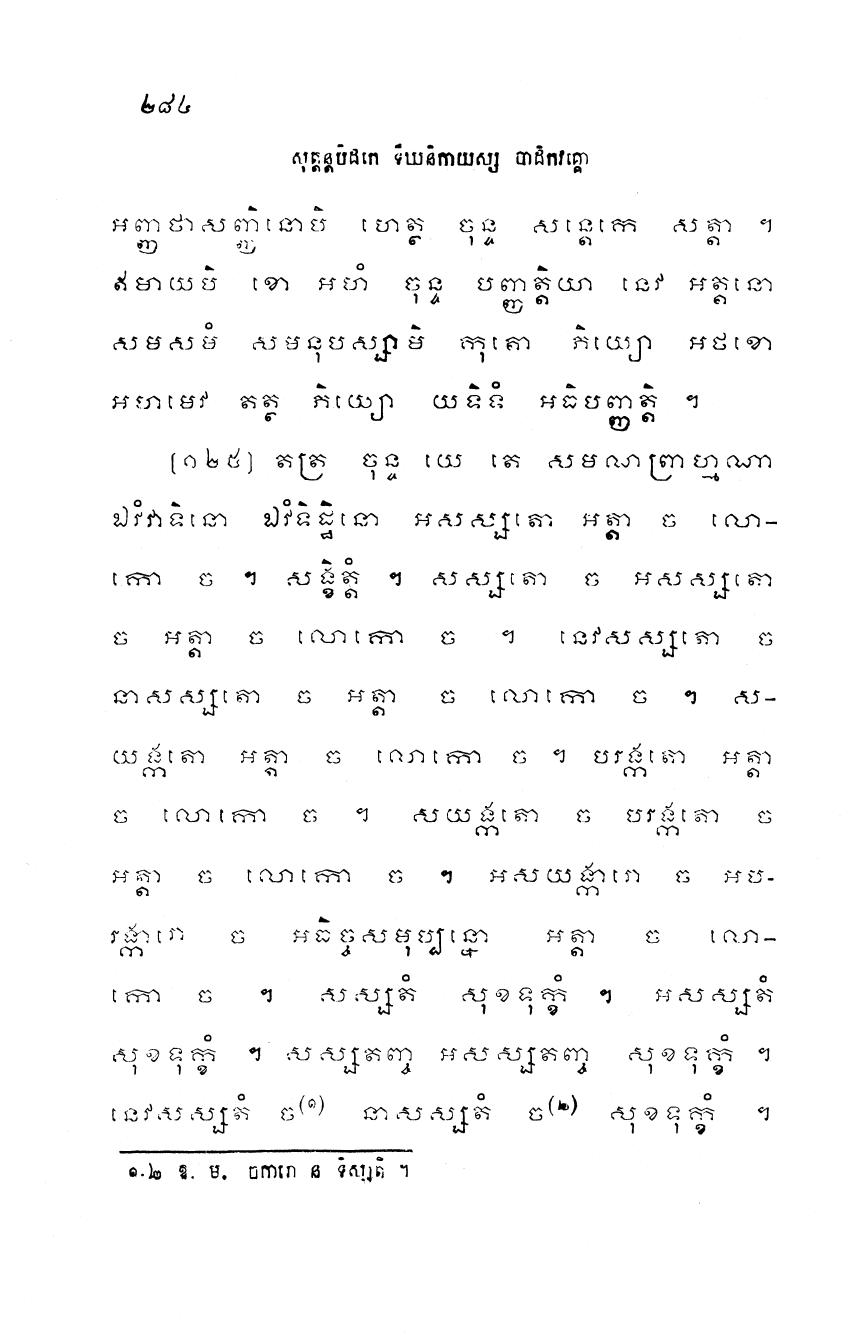 ២៨៤
សុត្តន្តបិដកេ ទីឃនិកាយស្ស បាដិកវគ្គោ
អញ្ញថាសញ្ញិនោបិ ហេត្ថ ចុន្ទ សន្តេកេ សត្តា ។
ឥមាយបិ ខោ អហំ ចុន្ទ បញ្ញត្តិយា នេវ អត្តនោ
សមសមំ សមនុបស្សាមិ កុតោ ភិយ្យោ អថខោ
អហមេវ តត្ថ ភិយ្យោ យទិទំ អធិបញ្ញត្តិ ។
[១២៥] តត្រ ចុន្ទ យេ តេ សមណព្រាហ្មណា
ឯវំវាទិនោ ឯវំទិដ្ឋិនោ អសស្សតោ អត្តា ច លោ-
កោ ច ។ សង្ខិត្តំ ។ សស្សតោ ច អសស្សតោ
ច អត្តា ច លោកោ ច ។ នេវសស្សតោ ច
នាសស្សតោ ច អត្តា ច លោកោ ច ។ ស-
យង្កតោ អត្តា ច លោកោ ច ។ បរង្កតោ អត្តា
ច លោកោ ច ។ សយង្កតោ ច បរង្កតោ ច
អត្តា ច លោកោ ច ។ អសយង្ការោ ច អប-
រង្ការោ ច អធិច្ចសមុប្បន្នោ អត្តា ច លោ-
កោ ច ។ សស្សតំ សុខទុក្ខំ ។ អសស្សតំ
សុខទុក្ខំ ។ សស្សតញ្ច អសស្សតញ្ច សុខទុក្ខំ ។
នេវសស្សតំ ច(១) នាសស្សតំ ច(២) សុខទុក្ខំ ។
១.២ ឱ. ម. ចការោ ន ទិស្សតិ ។